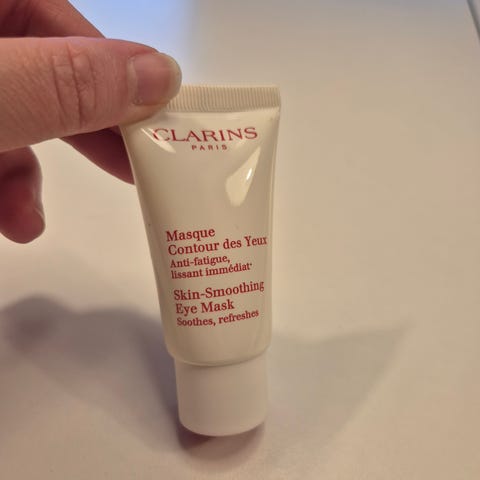 CLARINS
PARIS
Masque
Contour des Yeux
Anti-fatigue,
lissant immédiat*
Skin-Smoothing
Eye Mask
Soothes, refreshes